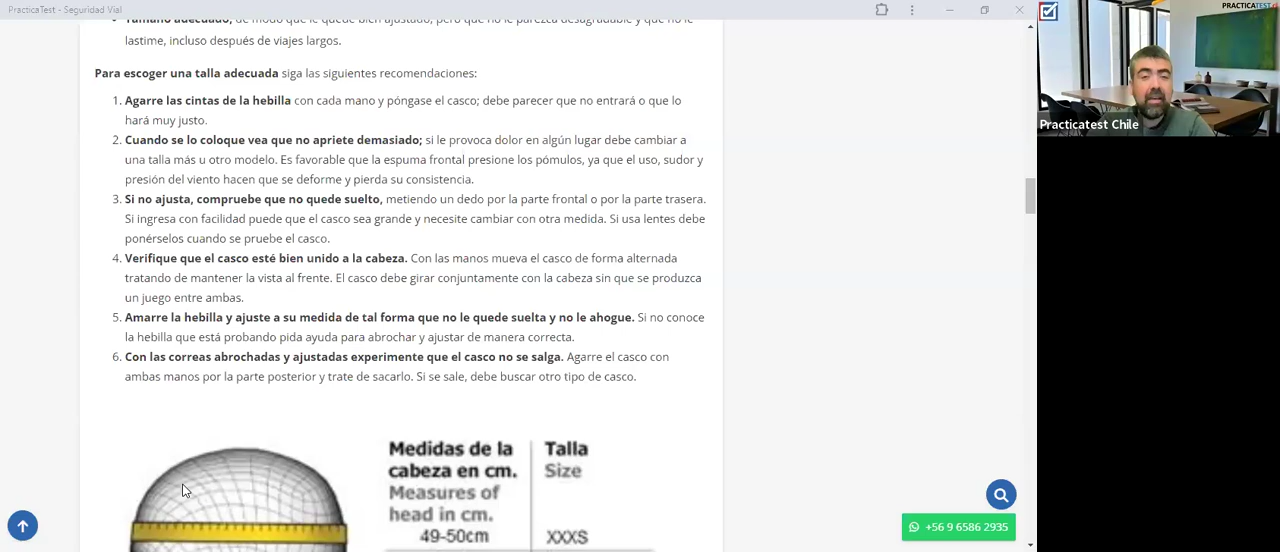 PracticaTest - Seguridad Vial
Tamaño adecuado, de modo que le quede bien ajustado, pero que no le parezca desagradable y que no le
lastime, incluso después de viajes largos.
Para escoger una talla adecuada siga las siguientes recomendaciones:
1. Agarre las cintas de la hebilla con cada mano y póngase el casco; debe parecer que no entrará o que lo
hará muy justo.
2. Cuando se lo coloque vea que no apriete demasiado; si le provoca dolor en algún lugar debe cambiar a
una talla más u otro modelo. Es favorable que la espuma frontal presione los pómulos, ya que el uso, sudor y
presión del viento hacen que se deforme y pierda su consistencia.
3. Si no ajusta, compruebe que no quede suelto, metiendo un dedo por la parte frontal o por la parte trasera.
Si ingresa con facilidad puede que el casco sea grande y necesite cambiar con otra medida. Si usa lentes debe
ponérselos cuando se pruebe el casco.
4. Verifique que el casco esté bien unido a la cabeza. Con las manos mueva el casco de forma alternada
tratando de mantener la vista al frente. El casco debe girar conjuntamente con la cabeza sin que se produzca
un juego entre ambas.
5. Amarre la hebilla y ajuste a su medida de tal forma que no le quede suelta y no le ahogue. Si no conoce
la hebilla que está probando pida ayuda para abrochar y ajustar de manera correcta.
6. Con las correas abrochadas y ajustadas experimente que el casco no se salga. Agarre el casco con
ambas manos por la parte posterior y trate de sacarlo. Si se sale, debe buscar otro tipo de casco.
Medidas de la
cabeza en cm.
Measures of
head in cm.
49-50cm
Talla
Size
XXXS
+56 9 6586 2935
PRACTICATEST
Practicatest Chile